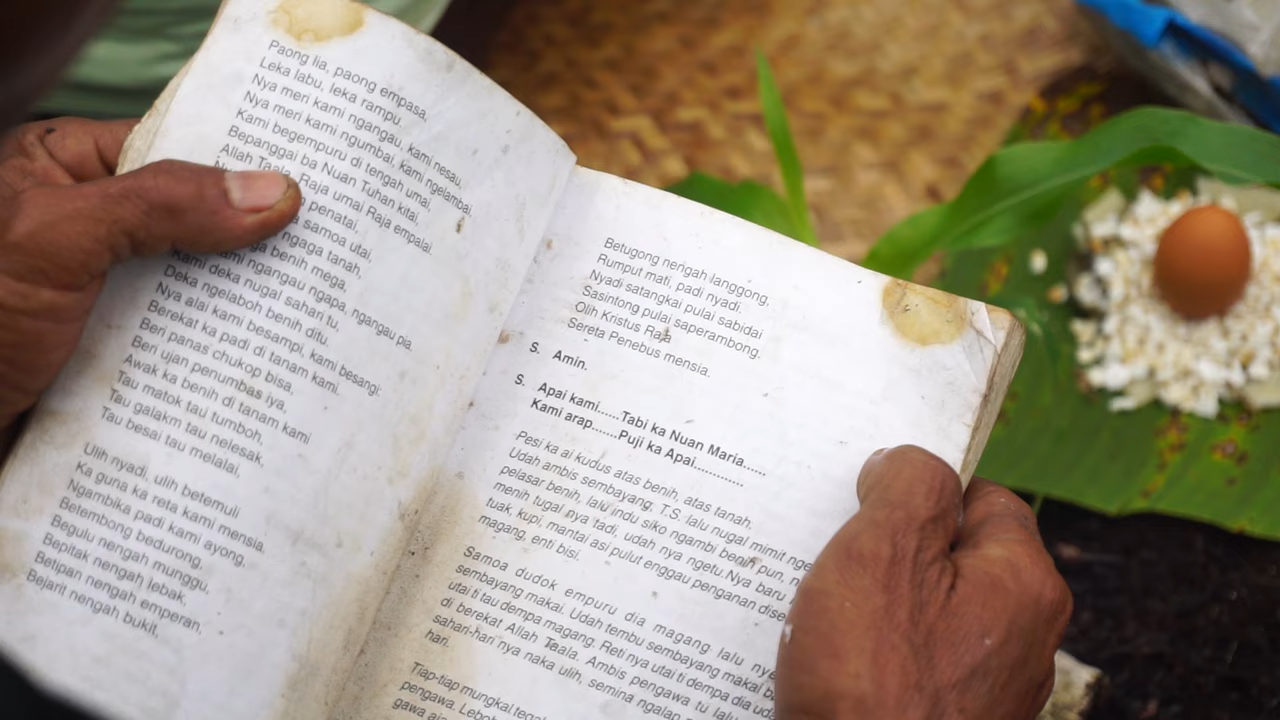 Paong lia, paong empasa,
Leka labu, leka rampu.
Nya meri kami ngangau, kami nesau,
Nya meri kami ngumbai, kami ngelambai
Kami begempuru di tengah umai,
Bepanggai ba Nuan Tuh kitai,
Allah Taala, Raja umai Raja empalai.
penatai,
samoa utai,
ngaga tanah,
benih mega,
Kami ngangau ngapa, ngangau pia.
Kami deka nugal sahari tu,
Deka ngelaboh benih ditu.
Nya alai kami besampi, kami besangi:
Berekat ka padi di tanam kami.
Beri panas chukop bisa,
Beri ujan penumbas iya,
Awak ka benih di tanam kami
Tau matok tau tumboh,
Tau galakm tau nelesak,
Tau besai tau melalai,
Ulih nyadi, ulih betemuli
Ka guna ka reta kami mensia.
Ngambika padi kami ayong,
Betembong bedurong,
Begulu nengah munggu,
Bepitak nengah lebak,
Betipan nengah emperan,
Bejarit nengah bukit,
Betugong nengah langgong,
Rumput mati, padi nyadi.
Nyadi satangkai pulai sabidai
Sasintong pulai saperambong.
Olih Kristus Raja
Sereta Penebus mensia.
S. Amin.
S. Apai kami......Tabi ka Nuan Maria......
Kami arap.......Puji ka Apai............
Pesi ka ai kudus atas benih, atas tanah.
Udah ambis sembayang, T.S. lalu nugal mimit
pelasar benih, lalu indu siko ngambi benih pun,
menih tugal nya tadi, udah nya ngetu. Nya baru
tuak, kupi, mantai asi pulut enggau penganan
magang, enti bisi.
Samoa dudok empuru dia magang, lalu
sembayang makai. Udah tembu sembayang makai
utai ti tau dempa magang. Reti nya utai ti dempa dia
di berekat Allah Taala. Ambis pengawa tu
sahari-hari nya naka ulih, semina ngalap
hari.
Tiap-tiap mungkal
pengawa.